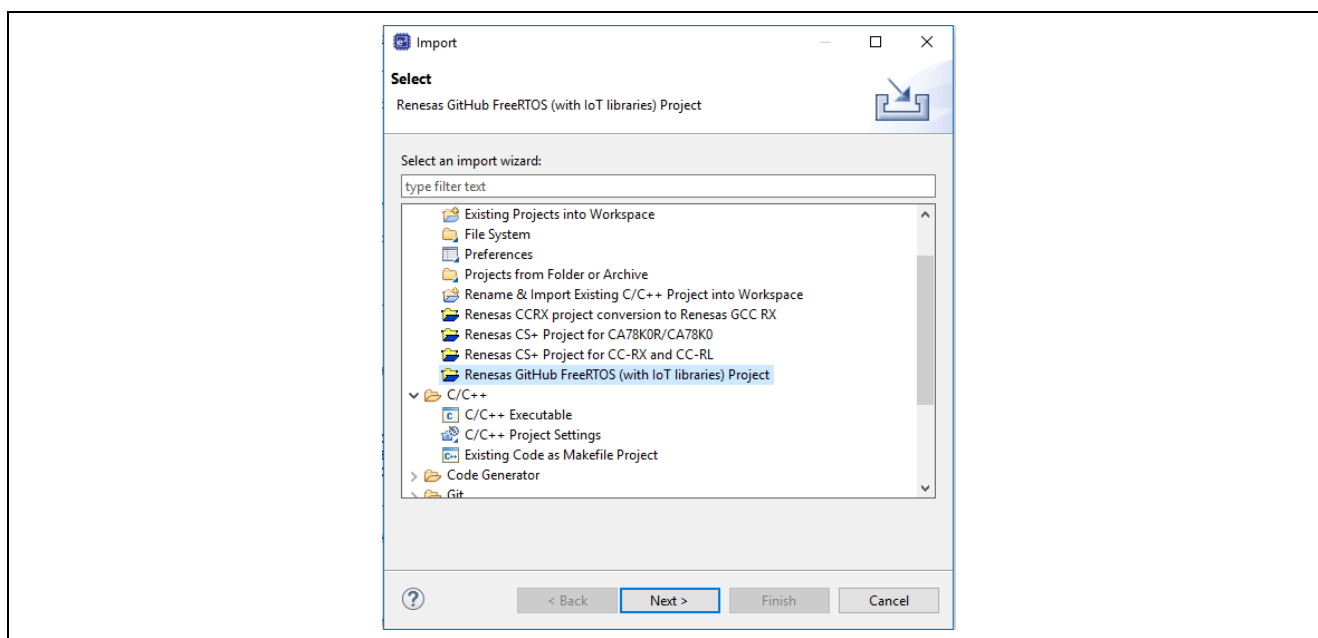 Import
Select
Renesas GitHub FreeRTOS (with IoT libraries) Project
Select an import wizard:
type filter text
Existing Projects into Workspace
File System
Preferences
Projects from Folder or Archive
Rename & Import Existing C/C++ Project into Workspace
Renesas CCRX project conversion to Renesas GCC RX
Renesas CS+ Project for CA78K0R/CA78K0
Renesas CS+ Project for CC-RX and CC-RL
Renesas GitHub FreeRTOS (with IoT libraries) Project
C/C++
C/C++ Executable
C/C++ Project Settings
Existing Code as Makefile Project
Code Generator
Git
< Back Next > Finish Cancel